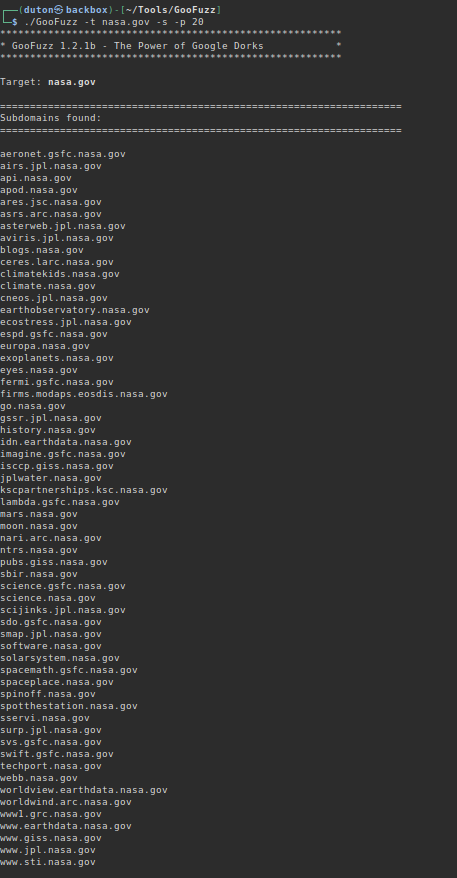 ┌──(duton㉿backbox)-[~/Tools/GooFuzz]
└─$ ./GooFuzz -t nasa.gov -s -p 20
*********************************************************
* GooFuzz 1.2.1b - The Power of Google Dorks            *
*********************************************************
Target: nasa.gov
===================================================================
Subdomains found:
===================================================================
aeronet.gsfc.nasa.gov
airs.jpl.nasa.gov
api.nasa.gov
apod.nasa.gov
ares.jsc.nasa.gov
asrs.arc.nasa.gov
asterweb.jpl.nasa.gov
aviris.jpl.nasa.gov
blogs.nasa.gov
ceres.larc.nasa.gov
climatekids.nasa.gov
climate.nasa.gov
cneos.jpl.nasa.gov
earthobservatory.nasa.gov
ecostress.jpl.nasa.gov
espd.gsfc.nasa.gov
europa.nasa.gov
exoplanets.nasa.gov
eyes.nasa.gov
fermi.gsfc.nasa.gov
firms.modaps.eosdis.nasa.gov
go.nasa.gov
gssr.jpl.nasa.gov
history.nasa.gov
idn.earthdata.nasa.gov
imagine.gsfc.nasa.gov
isccp.giss.nasa.gov
jplwater.nasa.gov
kscpartnerships.ksc.nasa.gov
lambda.gsfc.nasa.gov
mars.nasa.gov
moon.nasa.gov
nari.arc.nasa.gov
ntrs.nasa.gov
pubs.giss.nasa.gov
sbir.nasa.gov
science.gsfc.nasa.gov
science.nasa.gov
scijinks.jpl.nasa.gov
sdo.gsfc.nasa.gov
smap.jpl.nasa.gov
software.nasa.gov
solarsystem.nasa.gov
spacemath.gsfc.nasa.gov
spaceplace.nasa.gov
spinoff.nasa.gov
spotthestation.nasa.gov
sservi.nasa.gov
surp.jpl.nasa.gov
svs.gsfc.nasa.gov
swift.gsfc.nasa.gov
techport.nasa.gov
webb.nasa.gov
worldview.earthdata.nasa.gov
worldwind.arc.nasa.gov
www1.grc.nasa.gov
www.earthdata.nasa.gov
www.giss.nasa.gov
www.jpl.nasa.gov
www.sti.nasa.gov